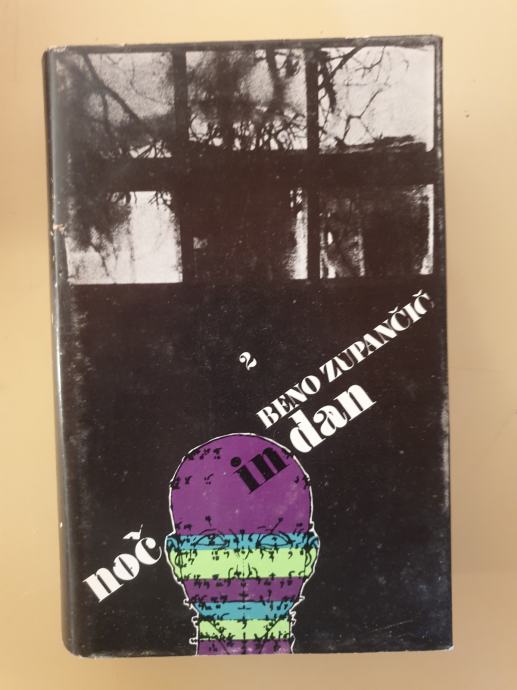 2
BENO ZUPANČIČ
noč in dan